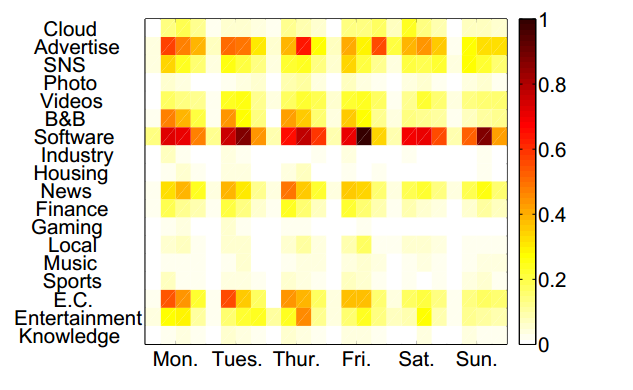 Cloud
Advertise
SNS
Photo
Videos
B&B
Software
Industry
Housing
News
Finance
Gaming
Local
Music
Sports
E.C.
Entertainment
Knowledge
Mon. Tues. Thur. Fri. Sat. Sun.
1
0.8
0.6
0.4
0.2
0